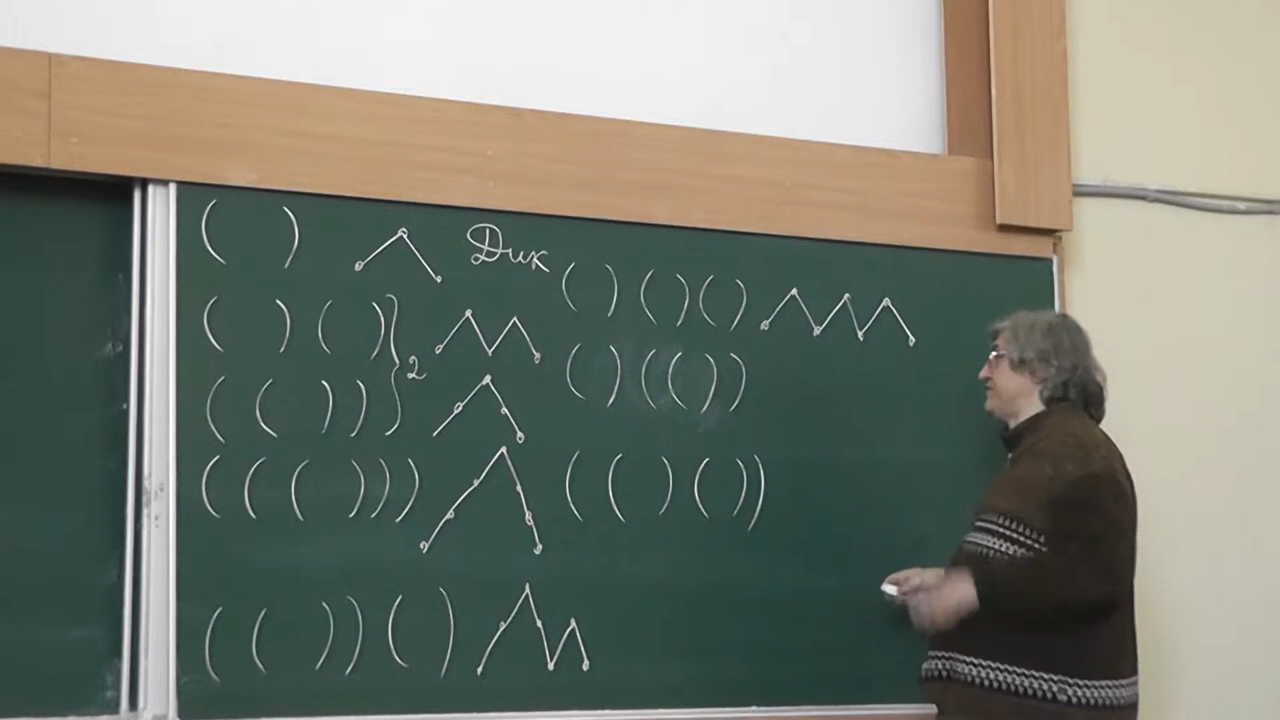 ( ) Дик
( ) ( ) } 2
( ( ) )
( ( ( ) ) )
( ( ) ) ( )
( ) ( ) ( )
( ) ( ( ) )
( ( ) ( ) )